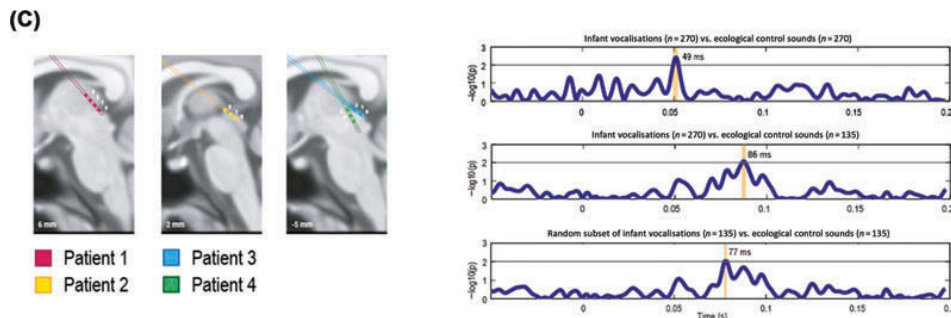 (C)
6 mm
2 mm
-5 mm
Patient 1
Patient 2
Patient 3
Patient 4
Infant vocalisations (n = 270) vs. ecological control sounds (n = 270)
3
2
1
0
−log10(p)
49 ms
0
0.05
0.1
0.15
0.2
Infant vocalisations (n = 270) vs. ecological control sounds (n = 135)
3
2
1
0
−log10(p)
86 ms
0
0.05
0.1
0.15
0.2
Random subset of infant vocalisations (n = 135) vs. ecological control sounds (n = 135)
3
2
1
0
−log10(p)
77 ms
0
0.05
0.1
0.15
0.2
Time (s)